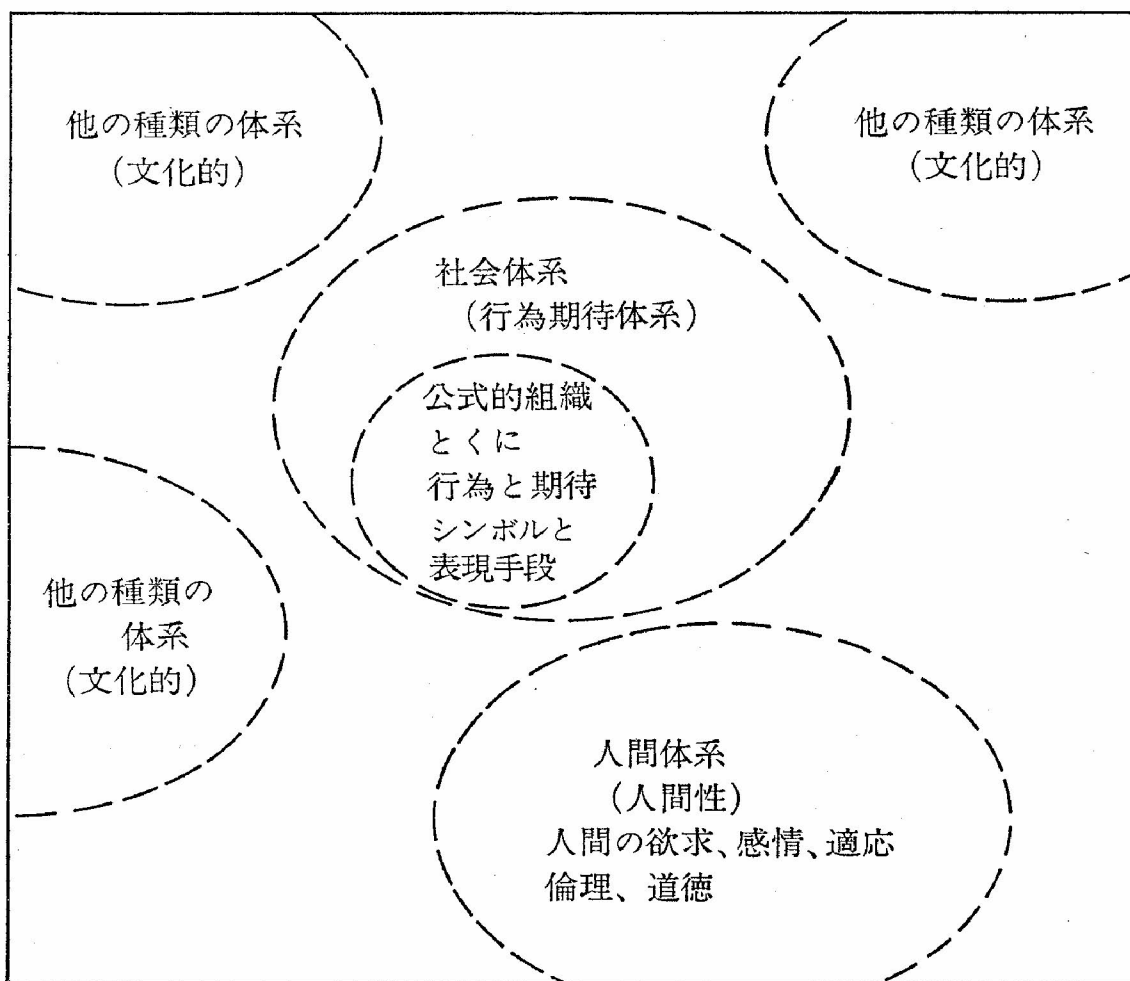 他の種類の体系
(文化的)
他の種類の体系
(文化的)
社会体系
(行為期待体系)
公式的組織
とくに
行為と期待
シンボルと
表現手段
他の種類の
体系
(文化的)
人間体系
(人間性)
人間の欲求、感情、適応
倫理、道徳